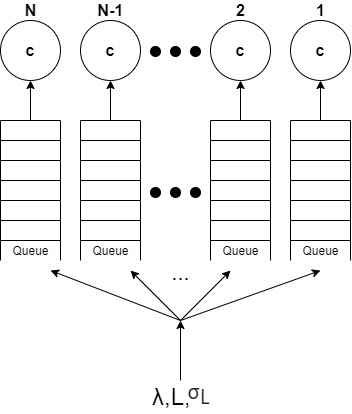 N N-1 2 1
c c c c
Queue Queue Queue Queue
...
λ,L,σL